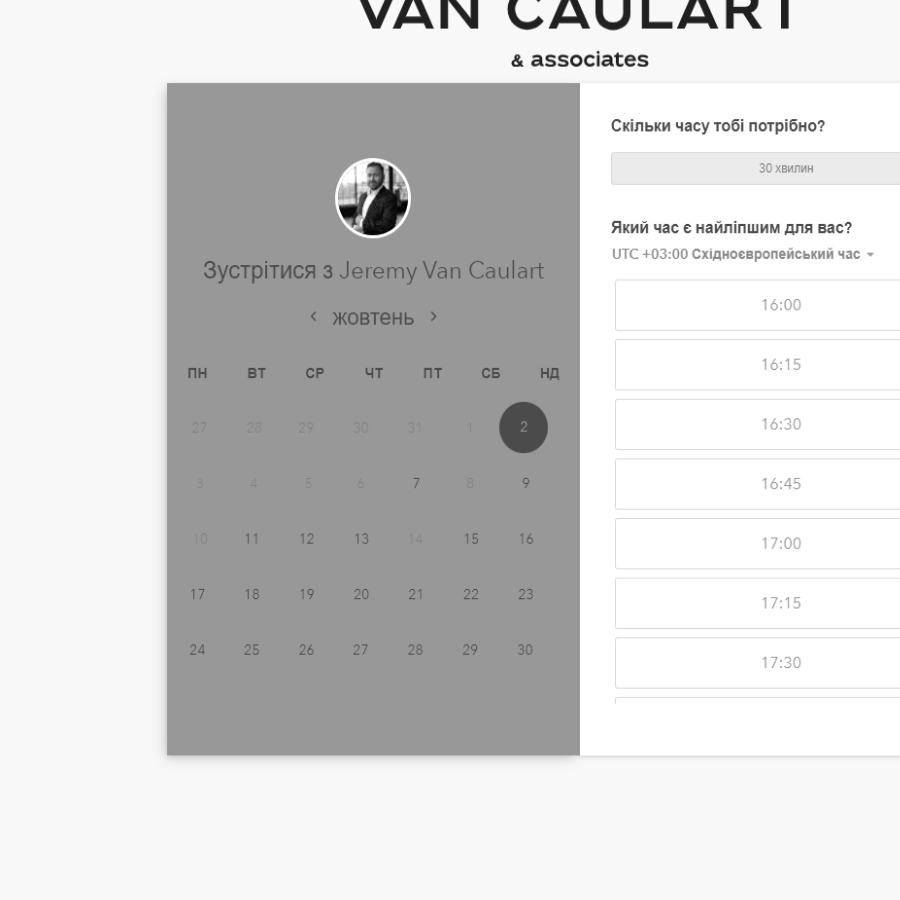 VAN CAULART
& associates
Зустрітися з Jeremy Van Caulart
жовтень
ПН ВТ СР ЧТ ПТ СБ НД
27 28 29 30 31 1 2
3 4 5 6 7 8 9
10 11 12 13 14 15 16
17 18 19 20 21 22 23
24 25 26 27 28 29 30
Скільки часу тобі потрібно?
30 хвилин
Який час є найліпшим для вас?
UTC +03:00 Східноєвропейський час
16:00
16:15
16:30
16:45
17:00
17:15
17:30